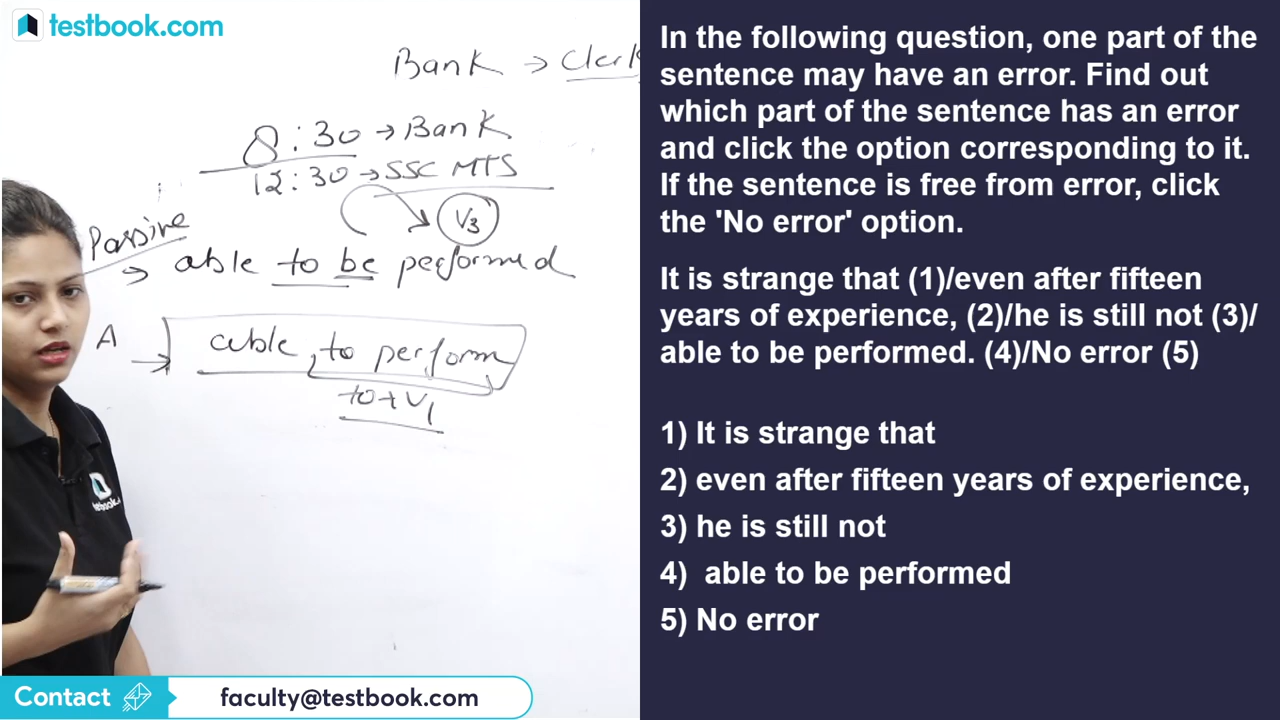 testbook.com
Bank → Clerk
8:30 → Bank
12:30 → SSC MTS
V3
Passive
→ able to be performed
A → able to perform
to + V1
testbook.com
In the following question, one part of the
sentence may have an error. Find out
which part of the sentence has an error
and click the option corresponding to it.
If the sentence is free from error, click
the 'No error' option.
It is strange that (1)/even after fifteen
years of experience, (2)/he is still not (3)/
able to be performed. (4)/No error (5)
1) It is strange that
2) even after fifteen years of experience,
3) he is still not
4) able to be performed
5) No error
Contact
faculty@testbook.com